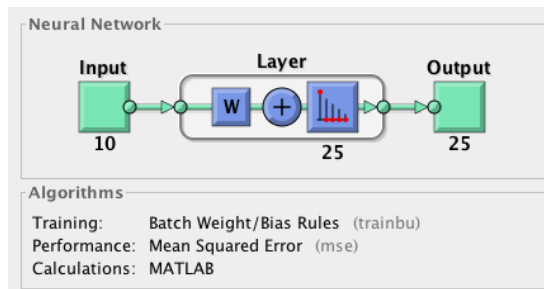 Neural Network
Input
Layer
Output
W
+
10
25
25
Algorithms
Training: Batch Weight/Bias Rules (trainbu)
Performance: Mean Squared Error (mse)
Calculations: MATLAB